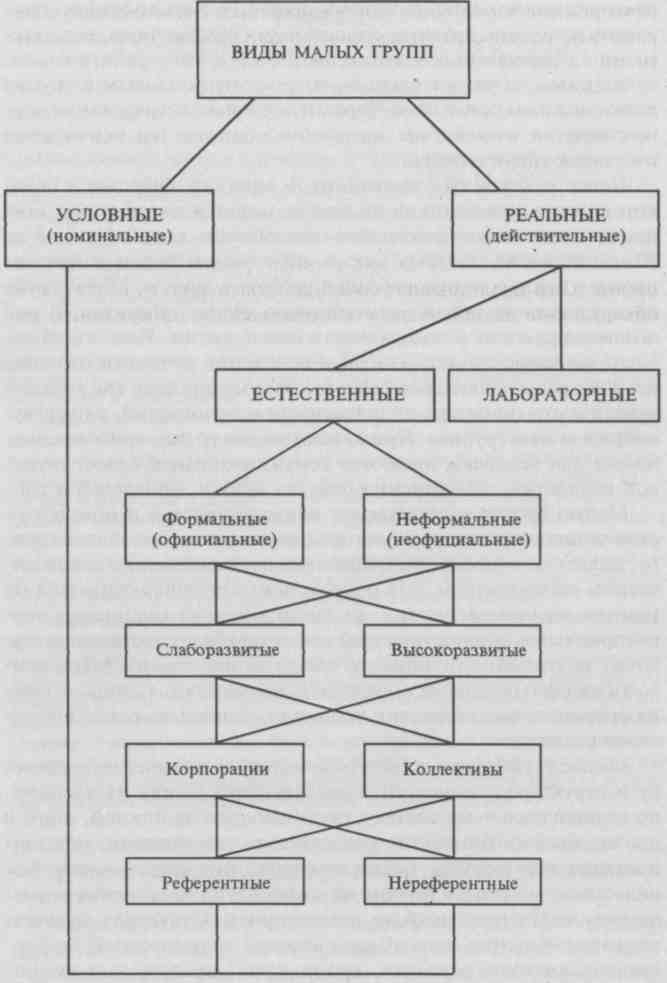 ВИДЫ МАЛЫХ ГРУПП
УСЛОВНЫЕ
(номинальные)
РЕАЛЬНЫЕ
(действительные)
ЕСТЕСТВЕННЫЕ
ЛАБОРАТОРНЫЕ
Формальные
(официальные)
Неформальные
(неофициальные)
Слаборазвитые
Высокоразвитые
Корпорации
Коллективы
Референтные
Нереферентные